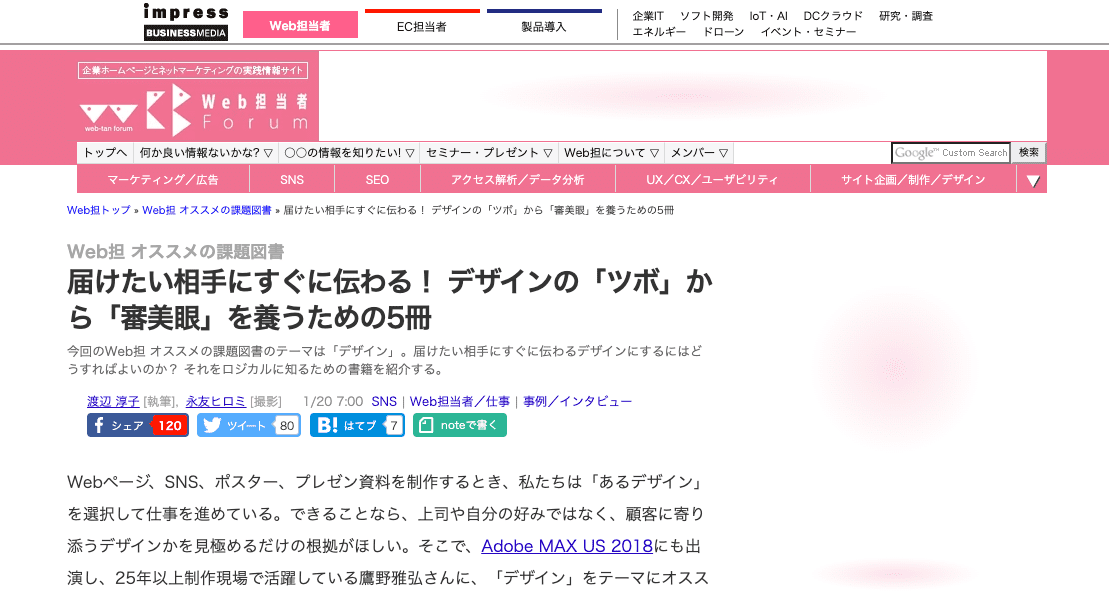 impress
BUSINESSMEDIA
Web担当者 EC担当者 製品導入
企業IT ソフト開発 IoT・AI DCクラウド 研究・調査
エネルギー ドローン イベント・セミナー
企業ホームページとネットマーケティングの実践情報サイト
web-tan forum
Web担当者
Forum
トップへ 何か良い情報ないかな? ▽ ○○の情報を知りたい! ▽ セミナー・プレゼント ▽ Web担について ▽ メンバー ▽ Google™ Custom Search 検索
マーケティング／広告 SNS SEO アクセス解析／データ分析 UX／CX／ユーザビリティ サイト企画／制作／デザイン ▼
Web担トップ » Web担 オススメの課題図書 » 届けたい相手にすぐに伝わる！ デザインの「ツボ」から「審美眼」を養うための5冊
Web担 オススメの課題図書
届けたい相手にすぐに伝わる！ デザインの「ツボ」か
ら「審美眼」を養うための5冊
今回のWeb担 オススメの課題図書のテーマは「デザイン」。届けたい相手にすぐに伝わるデザインにするにはど
うすればよいのか？ それをロジカルに知るための書籍を紹介する。
渡辺 淳子 [執筆], 永友ヒロミ [撮影] 1/20 7:00 SNS | Web担当者／仕事 | 事例／インタビュー
シェア 120 ツイート 80 B! はてブ 7 noteで書く
Webページ、SNS、ポスター、プレゼン資料を制作するとき、私たちは「あるデザイン」
を選択して仕事を進めている。できることなら、上司や自分の好みではなく、顧客に寄り
添うデザインかを見極めるだけの根拠がほしい。そこで、Adobe MAX US 2018にも出
演し、25年以上制作現場で活躍している鷹野雅弘さんに、「デザイン」をテーマにオスス